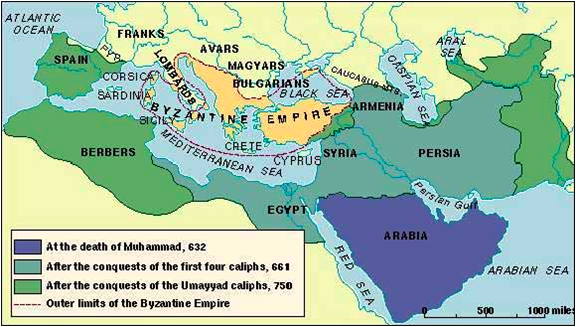 ATLANTIC
OCEAN
FRANKS
AVARS
MAGYARS
BULGARIANS
ARAL
SEA
SPAIN
PYR.
LOMBARDS
CORSICA
SARDINIA
SICILY
BYZANTINE EMPIRE
BLACK SEA
CAUCASUS MTS.
CASPIAN SEA
ARMENIA
CRETE
CYPRUS
MEDITERRANEAN SEA
BERBERS
SYRIA
PERSIA
EGYPT
Persian Gulf
ARABIA
RED SEA
ARABIAN SEA
At the death of Muhammad, 632
After the conquests of the first four caliphs, 661
After the conquests of the Umayyad caliphs, 750
Outer limits of the Byzantine Empire
0 500 1000 miles